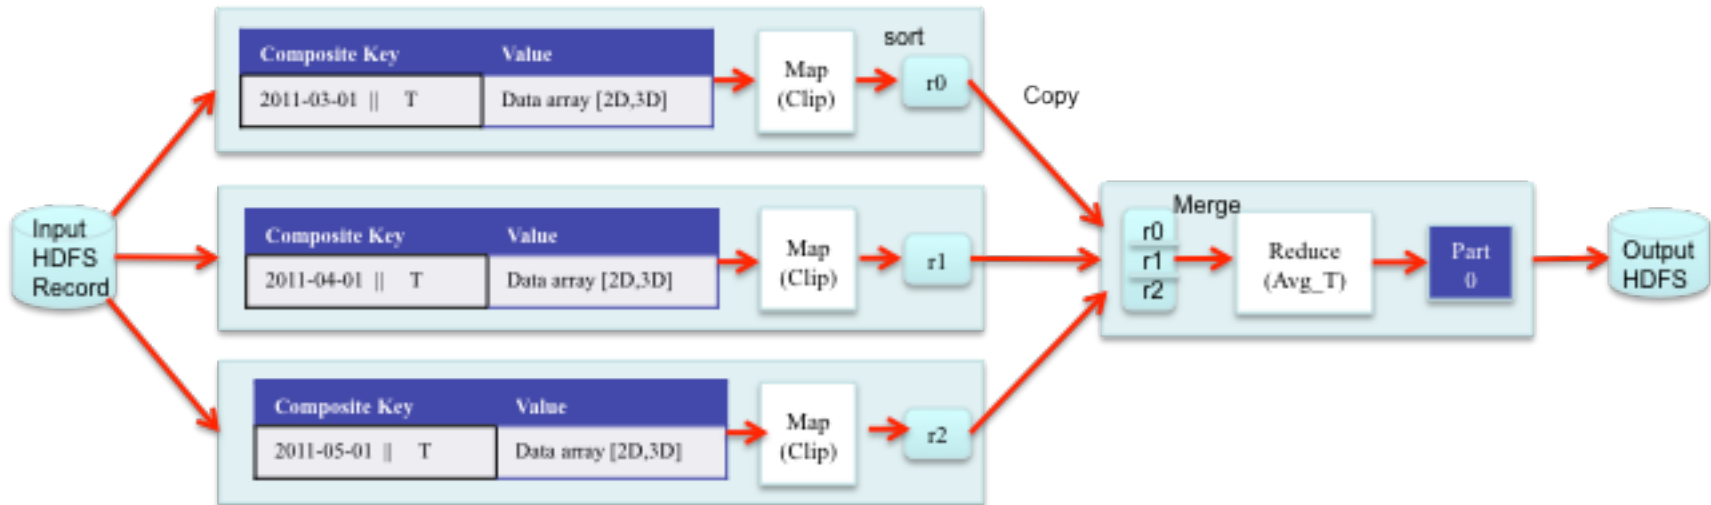 Input
HDFS
Record
Composite Key Value
2011-03-01 || T Data array [2D,3D]
Map
(Clip)
sort
r0
Copy
Composite Key Value
2011-04-01 || T Data array [2D,3D]
Map
(Clip)
r1
Composite Key Value
2011-05-01 || T Data array [2D,3D]
Map
(Clip)
r2
Merge
r0
r1
r2
Reduce
(Avg_T)
Part
0
Output
HDFS